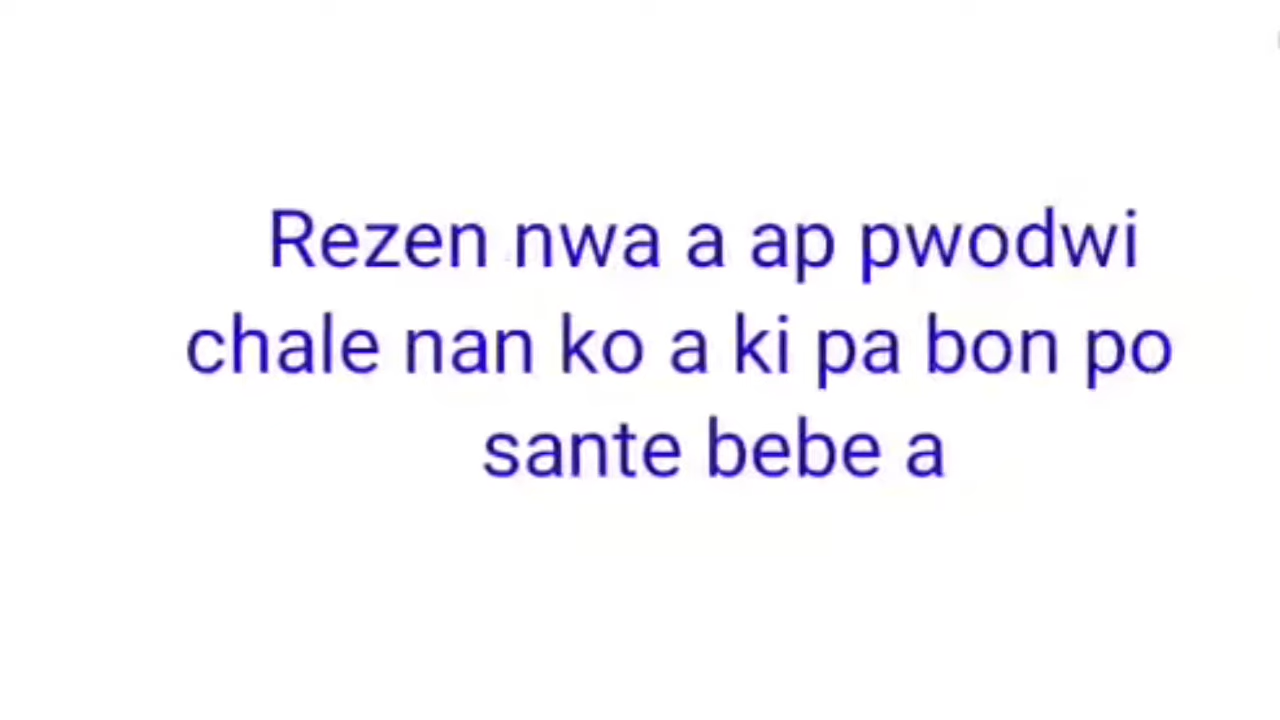 Rezen nwa a ap pwodwi
chale nan ko a ki pa bon po
sante bebe a